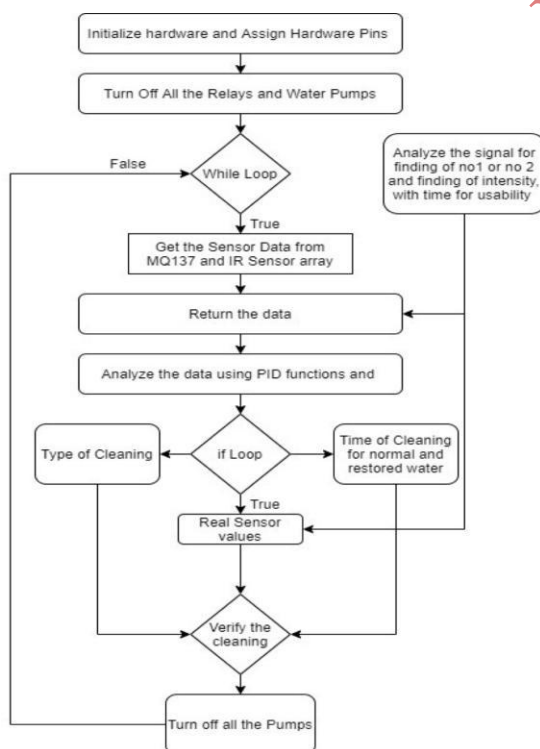 Initialize hardware and Assign Hardware Pins
Turn Off All the Relays and Water Pumps
False
While Loop
Analyze the signal for
finding of no1 or no 2
and finding of intensity,
with time for usability
True
Get the Sensor Data from
MQ137 and IR Sensor array
Return the data
Analyze the data using PID functions and
Type of Cleaning
if Loop
Time of Cleaning
for normal and
restored water
True
Real Sensor
values
Verify the
cleaning
Turn off all the Pumps